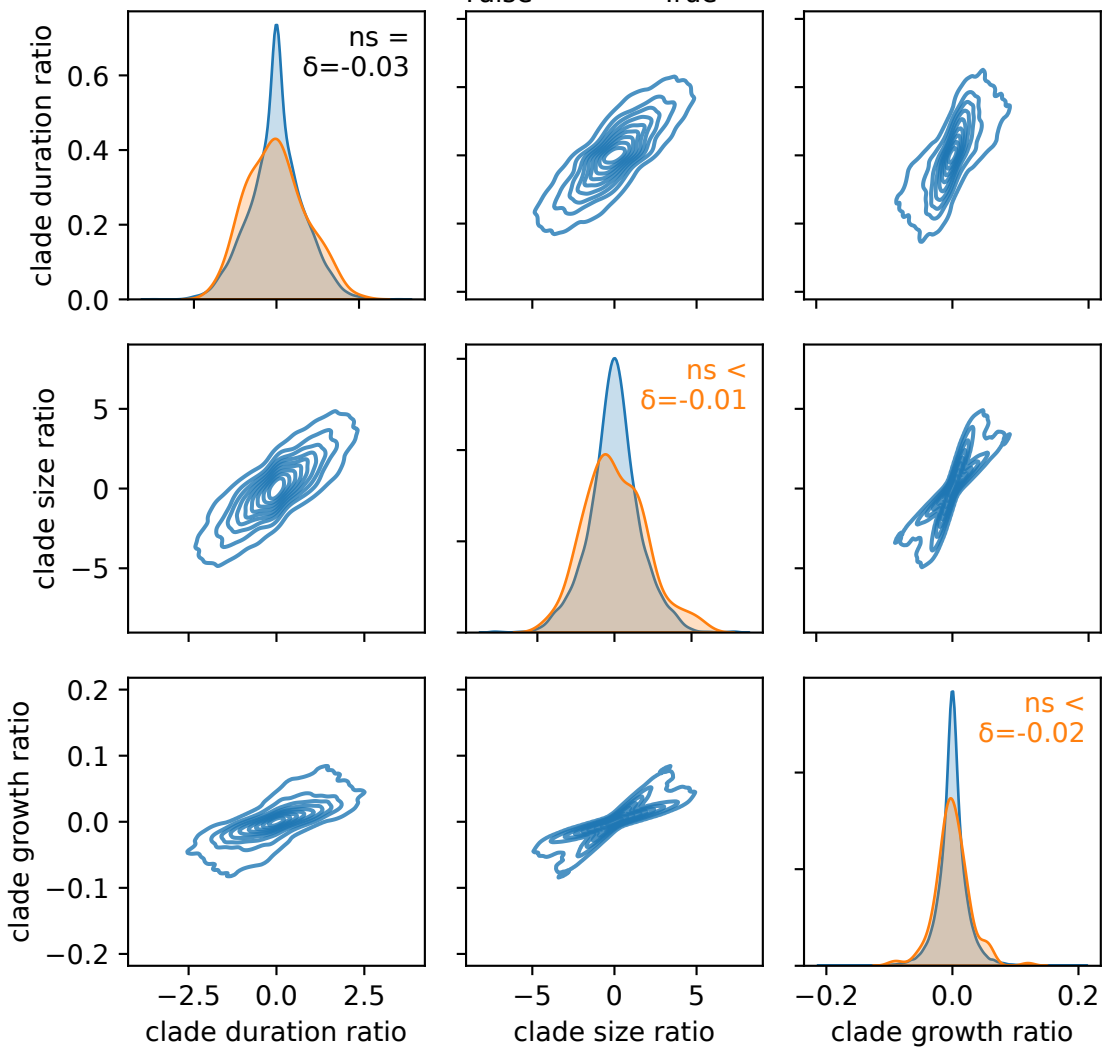 clade duration ratio
0.6
0.4
0.2
0.0
ns =
δ=-0.03
clade size ratio
5
0
−5
ns <
δ=-0.01
clade growth ratio
0.2
0.1
0.0
−0.1
−0.2
ns <
δ=-0.02
−2.5 0.0 2.5
−5 0 5
−0.2 0.0 0.2
clade duration ratio
clade size ratio
clade growth ratio